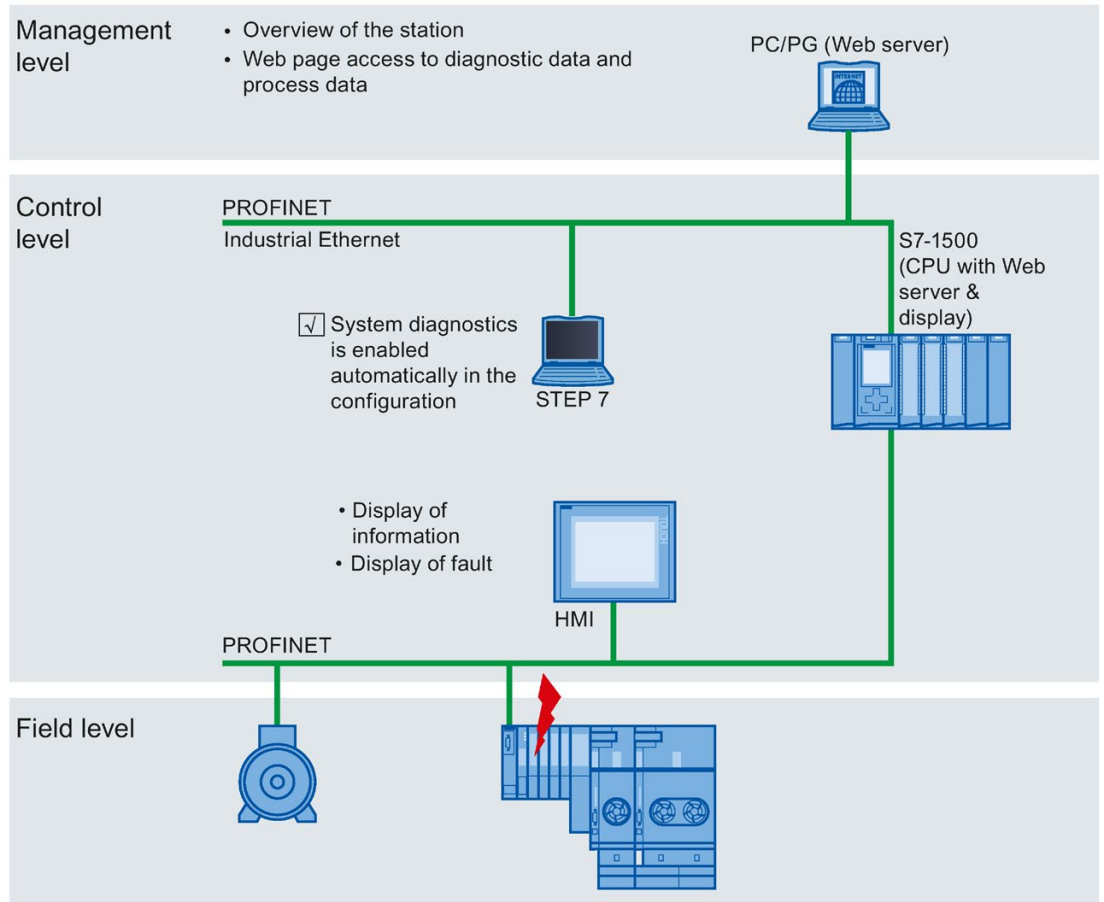 Management
level
• Overview of the station
• Web page access to diagnostic data and
process data
PC/PG (Web server)
INTERNET
Control
level
PROFINET
Industrial Ethernet
S7-1500
(CPU with Web
server &
display)
√ System diagnostics
is enabled
automatically in the
configuration
STEP 7
• Display of
information
• Display of fault
HMI
PROFINET
Field level